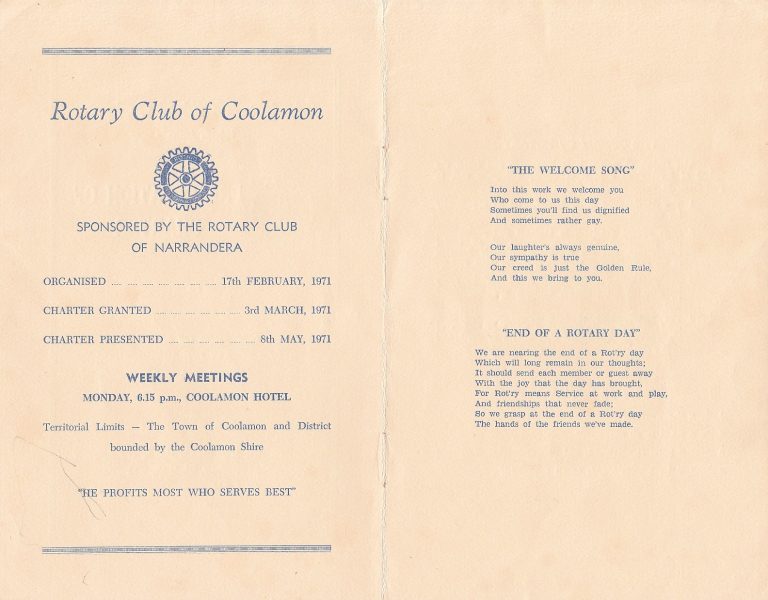 Rotary Club of Coolamon
SPONSORED BY THE ROTARY CLUB
OF NARRANDERA
ORGANISED .... .... .... .... .... .... .... 17th FEBRUARY, 1971
CHARTER GRANTED .... .... .... .... .... .... 3rd MARCH, 1971
CHARTER PRESENTED .... .... .... .... .... .... 8th MAY, 1971
WEEKLY MEETINGS
MONDAY, 6.15 p.m., COOLAMON HOTEL
Territorial Limits — The Town of Coolamon and District
bounded by the Coolamon Shire
"HE PROFITS MOST WHO SERVES BEST"
"THE WELCOME SONG"
Into this work we welcome you
Who come to us this day
Sometimes you'll find us dignified
And sometimes rather gay.
Our laughter's always genuine,
Our sympathy is true
Our creed is just the Golden Rule,
And this we bring to you.
"END OF A ROTARY DAY"
We are nearing the end of a Rot'ry day
Which will long remain in our thoughts;
It should send each member or guest away
With the joy that the day has brought,
For Rot'ry means Service at work and play,
And friendships that never fade;
So we grasp at the end of a Rot'ry day
The hands of the friends we've made.